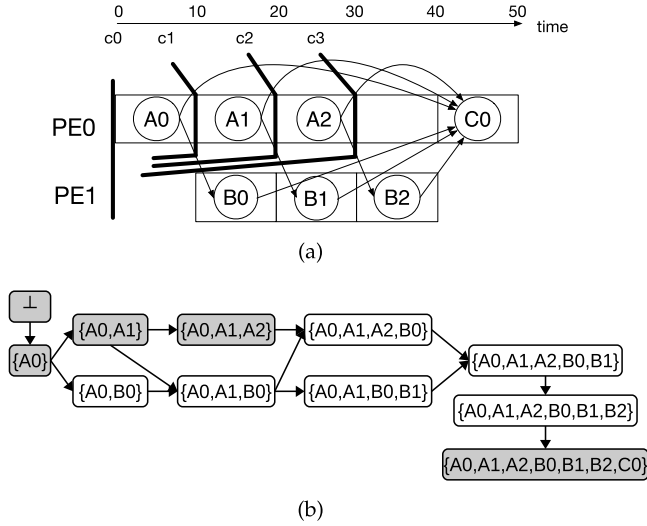 0 10 20 30 40 50
time
c0 c1 c2 c3
PE0 A0 A1 A2 C0
PE1 B0 B1 B2
(a)
⊥
{A0,A1} {A0,A1,A2} {A0,A1,A2,B0}
{A0} {A0,A1,A2,B0,B1}
{A0,B0} {A0,A1,B0} {A0,A1,B0,B1}
{A0,A1,A2,B0,B1,B2}
{A0,A1,A2,B0,B1,B2,C0}
(b)